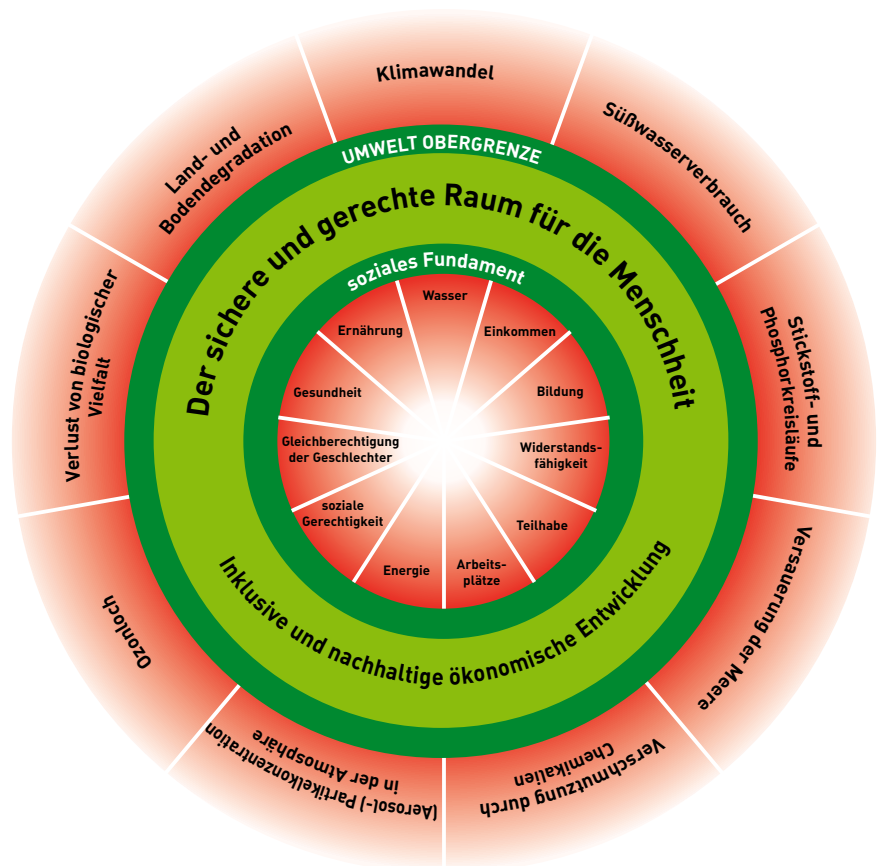 Klimawandel
Süßwasserverbrauch
Stickstoff- und
Phosphorkreisläufe
Versauerung der Meere
Verschmutzung durch
Chemikalien
(Aerosol-) Partikelkonzentration
in der Atmosphäre
Ozonloch
Verlust von biologischer
Vielfalt
Land- und
Bodendegradation
UMWELT OBERGRENZE
Der sichere und gerechte Raum für die Menschheit
soziales Fundament
Wasser
Einkommen
Bildung
Widerstands-
fähigkeit
Teilhabe
Arbeits-
plätze
Energie
soziale
Gerechtigkeit
Gleichberechtigung
der Geschlechter
Gesundheit
Ernährung
Inklusive und nachhaltige ökonomische Entwicklung